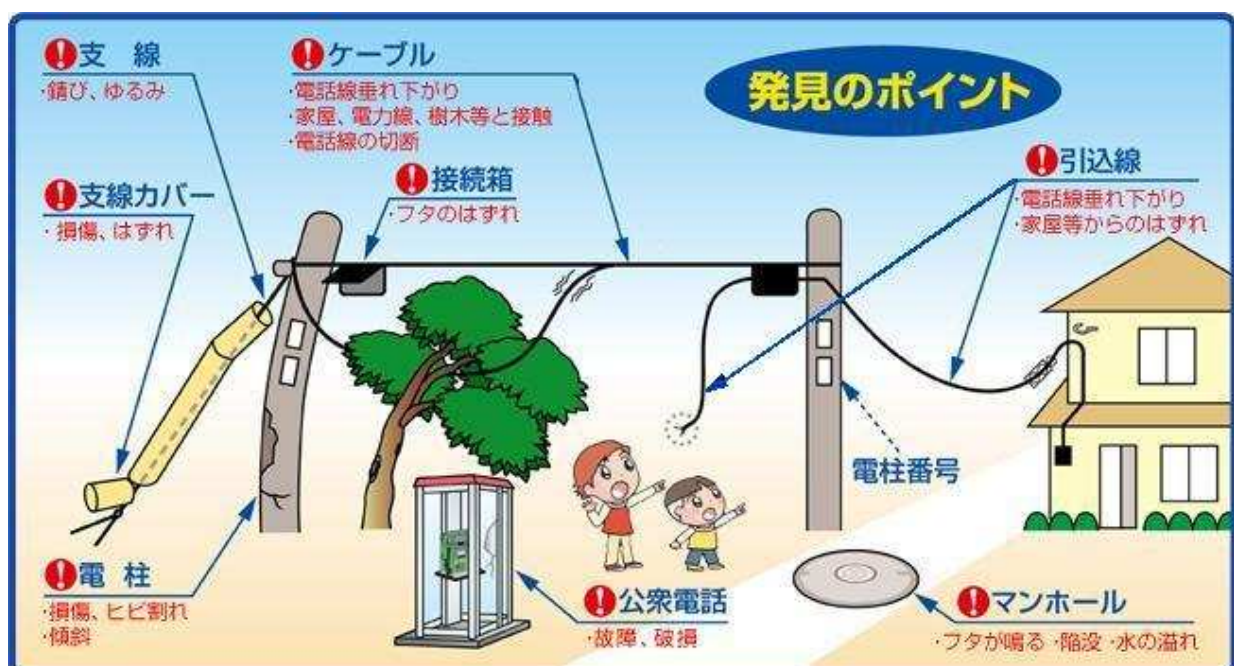 発見のポイント
支線
・錆び、ゆるみ
ケーブル
・電話線垂れ下がり
・家屋、電力線、樹木等と接触
・電話線の切断
引込線
・電話線垂れ下がり
・家屋等からのはずれ
接続箱
・フタのはずれ
支線カバー
・損傷、はずれ
電柱番号
電柱
・損傷、ヒビ割れ
・傾斜
公衆電話
・故障、破損
マンホール
・フタが鳴る・陥没・水の溢れ